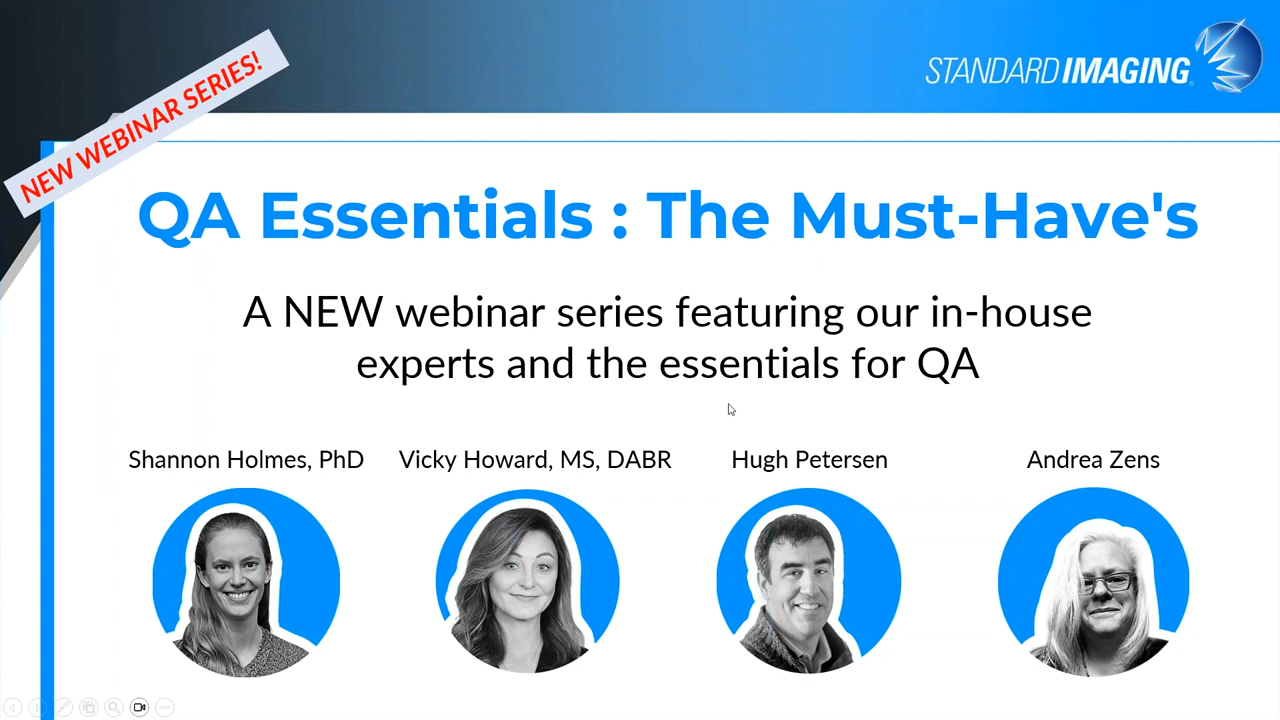 STANDARD IMAGING
NEW WEBINAR SERIES!
QA Essentials : The Must-Have's
A NEW webinar series featuring our in-house
experts and the essentials for QA
Shannon Holmes, PhD
Vicky Howard, MS, DABR
Hugh Petersen
Andrea Zens